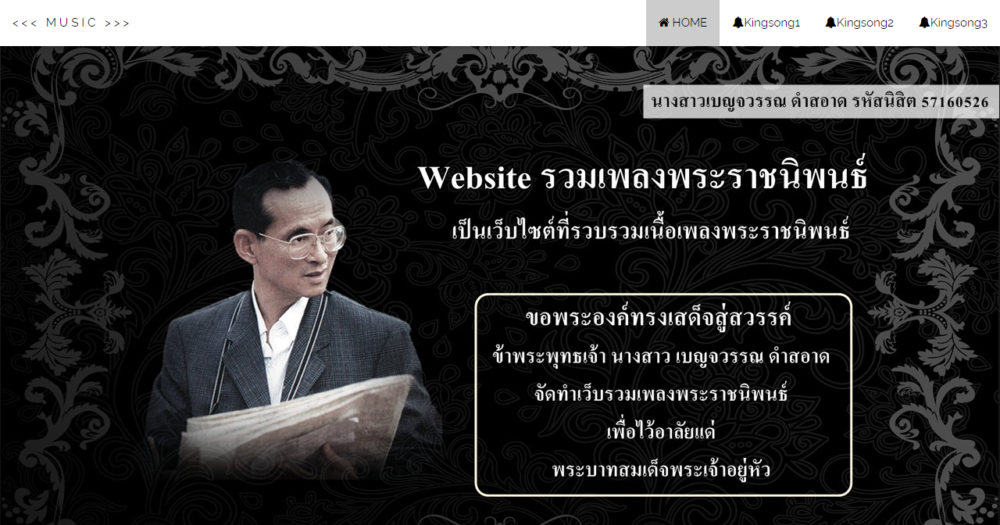 <<< MUSIC >>>
HOME Kingsong1 Kingsong2 Kingsong3
นางสาวเบญจวรรณ ดำสอาด รหัสนิสิต 57160526
Website รวมเพลงพระราชนิพนธ์
เป็นเว็บไซต์ที่รวบรวมเนื้อเพลงพระราชนิพนธ์
ขอพระองค์ทรงเสด็จสู่สวรรค์
ข้าพระพุทธเจ้า นางสาว เบญจวรรณ ดำสอาด
จัดทำเว็บรวมเพลงพระราชนิพนธ์
เพื่อไว้อาลัยแด่
พระบาทสมเด็จพระเจ้าอยู่หัว